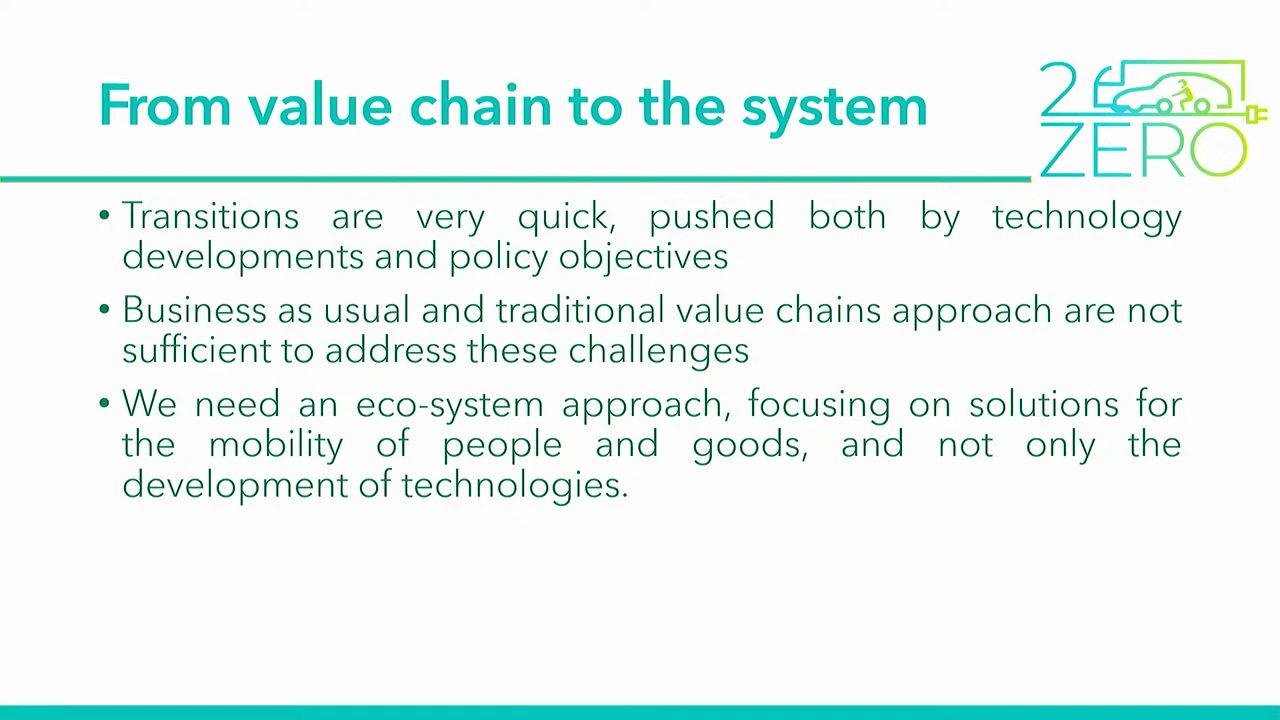 From value chain to the system
2
ZERO
• Transitions are very quick, pushed both by technology
developments and policy objectives
• Business as usual and traditional value chains approach are not
sufficient to address these challenges
• We need an eco-system approach, focusing on solutions for
the mobility of people and goods, and not only the
development of technologies.